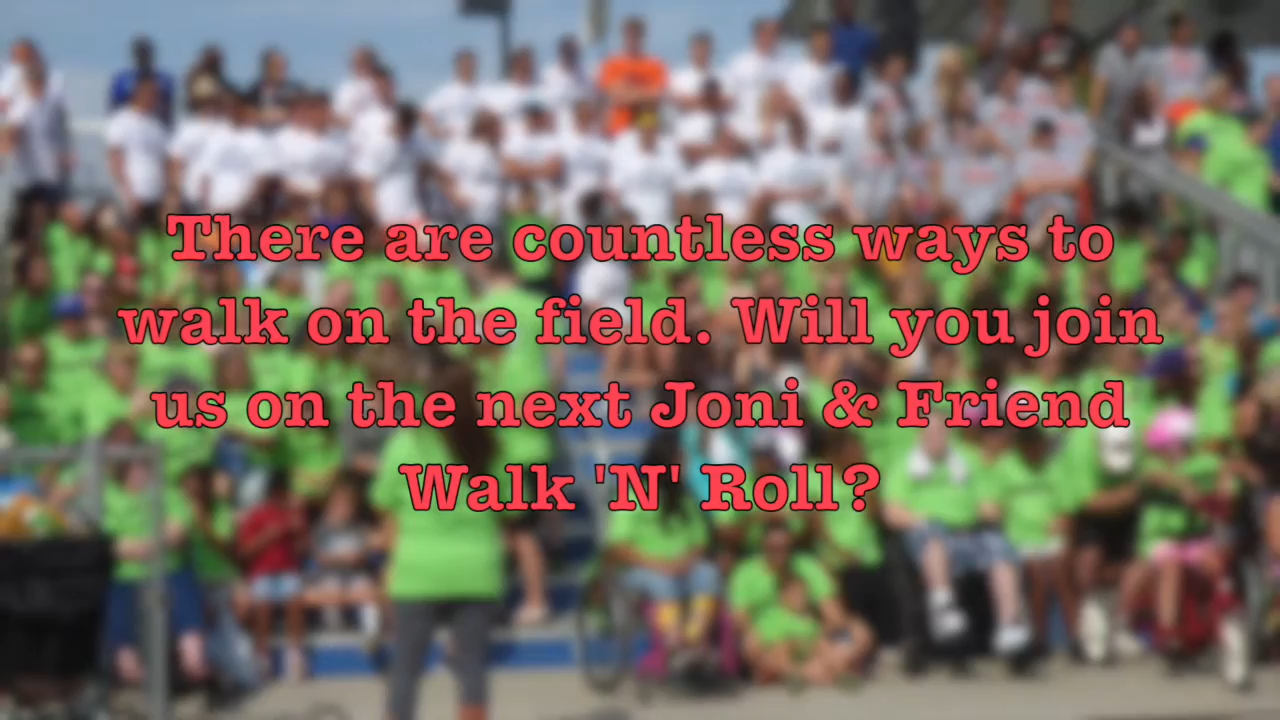 There are countless ways to
walk on the field. Will you join
us on the next Joni & Friend
Walk 'N' Roll?